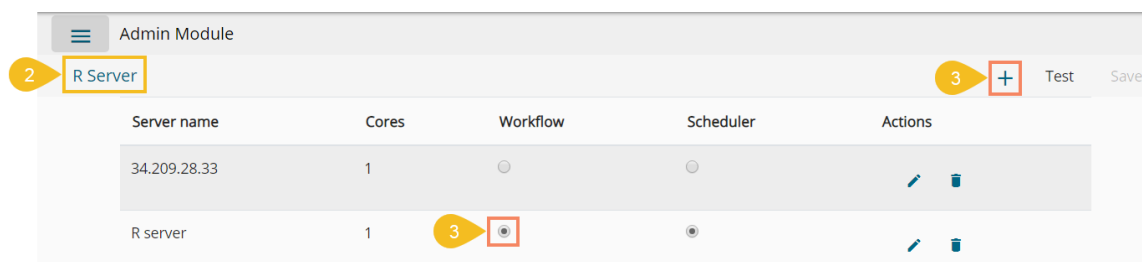 Admin Module
2 R Server 3 + Test Save
Server name Cores Workflow Scheduler Actions
34.209.28.33 1
R server 1 3